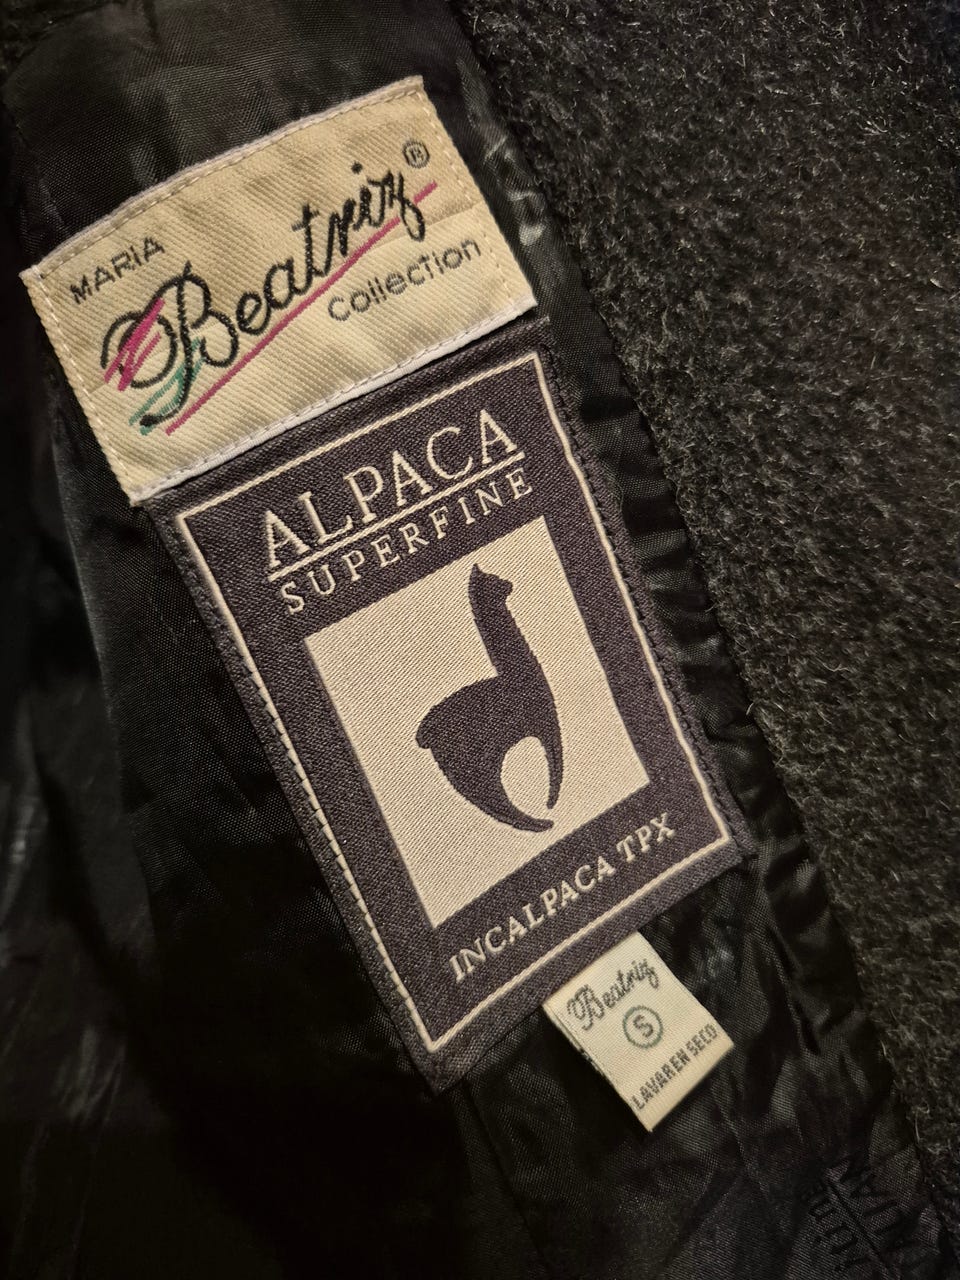 MARIA
Beatriz®
Collection
ALPACA
SUPERFINE
INCALPACA TPX
Beatriz
S
LAVAR EN SECO